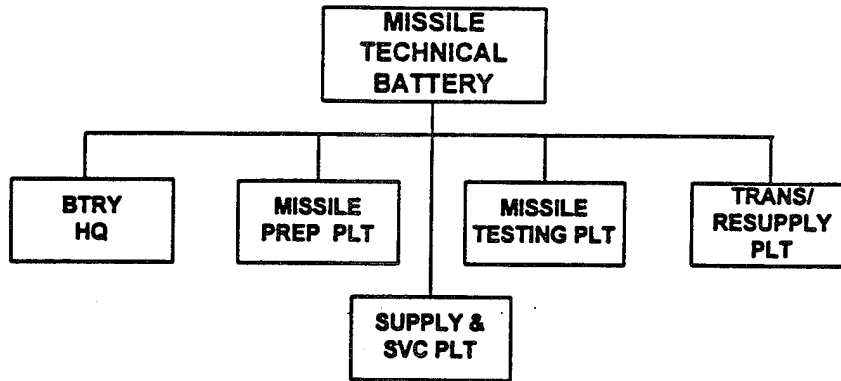 MISSILE
TECHNICAL
BATTERY
BTRY
HQ
MISSILE
PREP PLT
MISSILE
TESTING PLT
TRANS/
RESUPPLY
PLT
SUPPLY &
SVC PLT